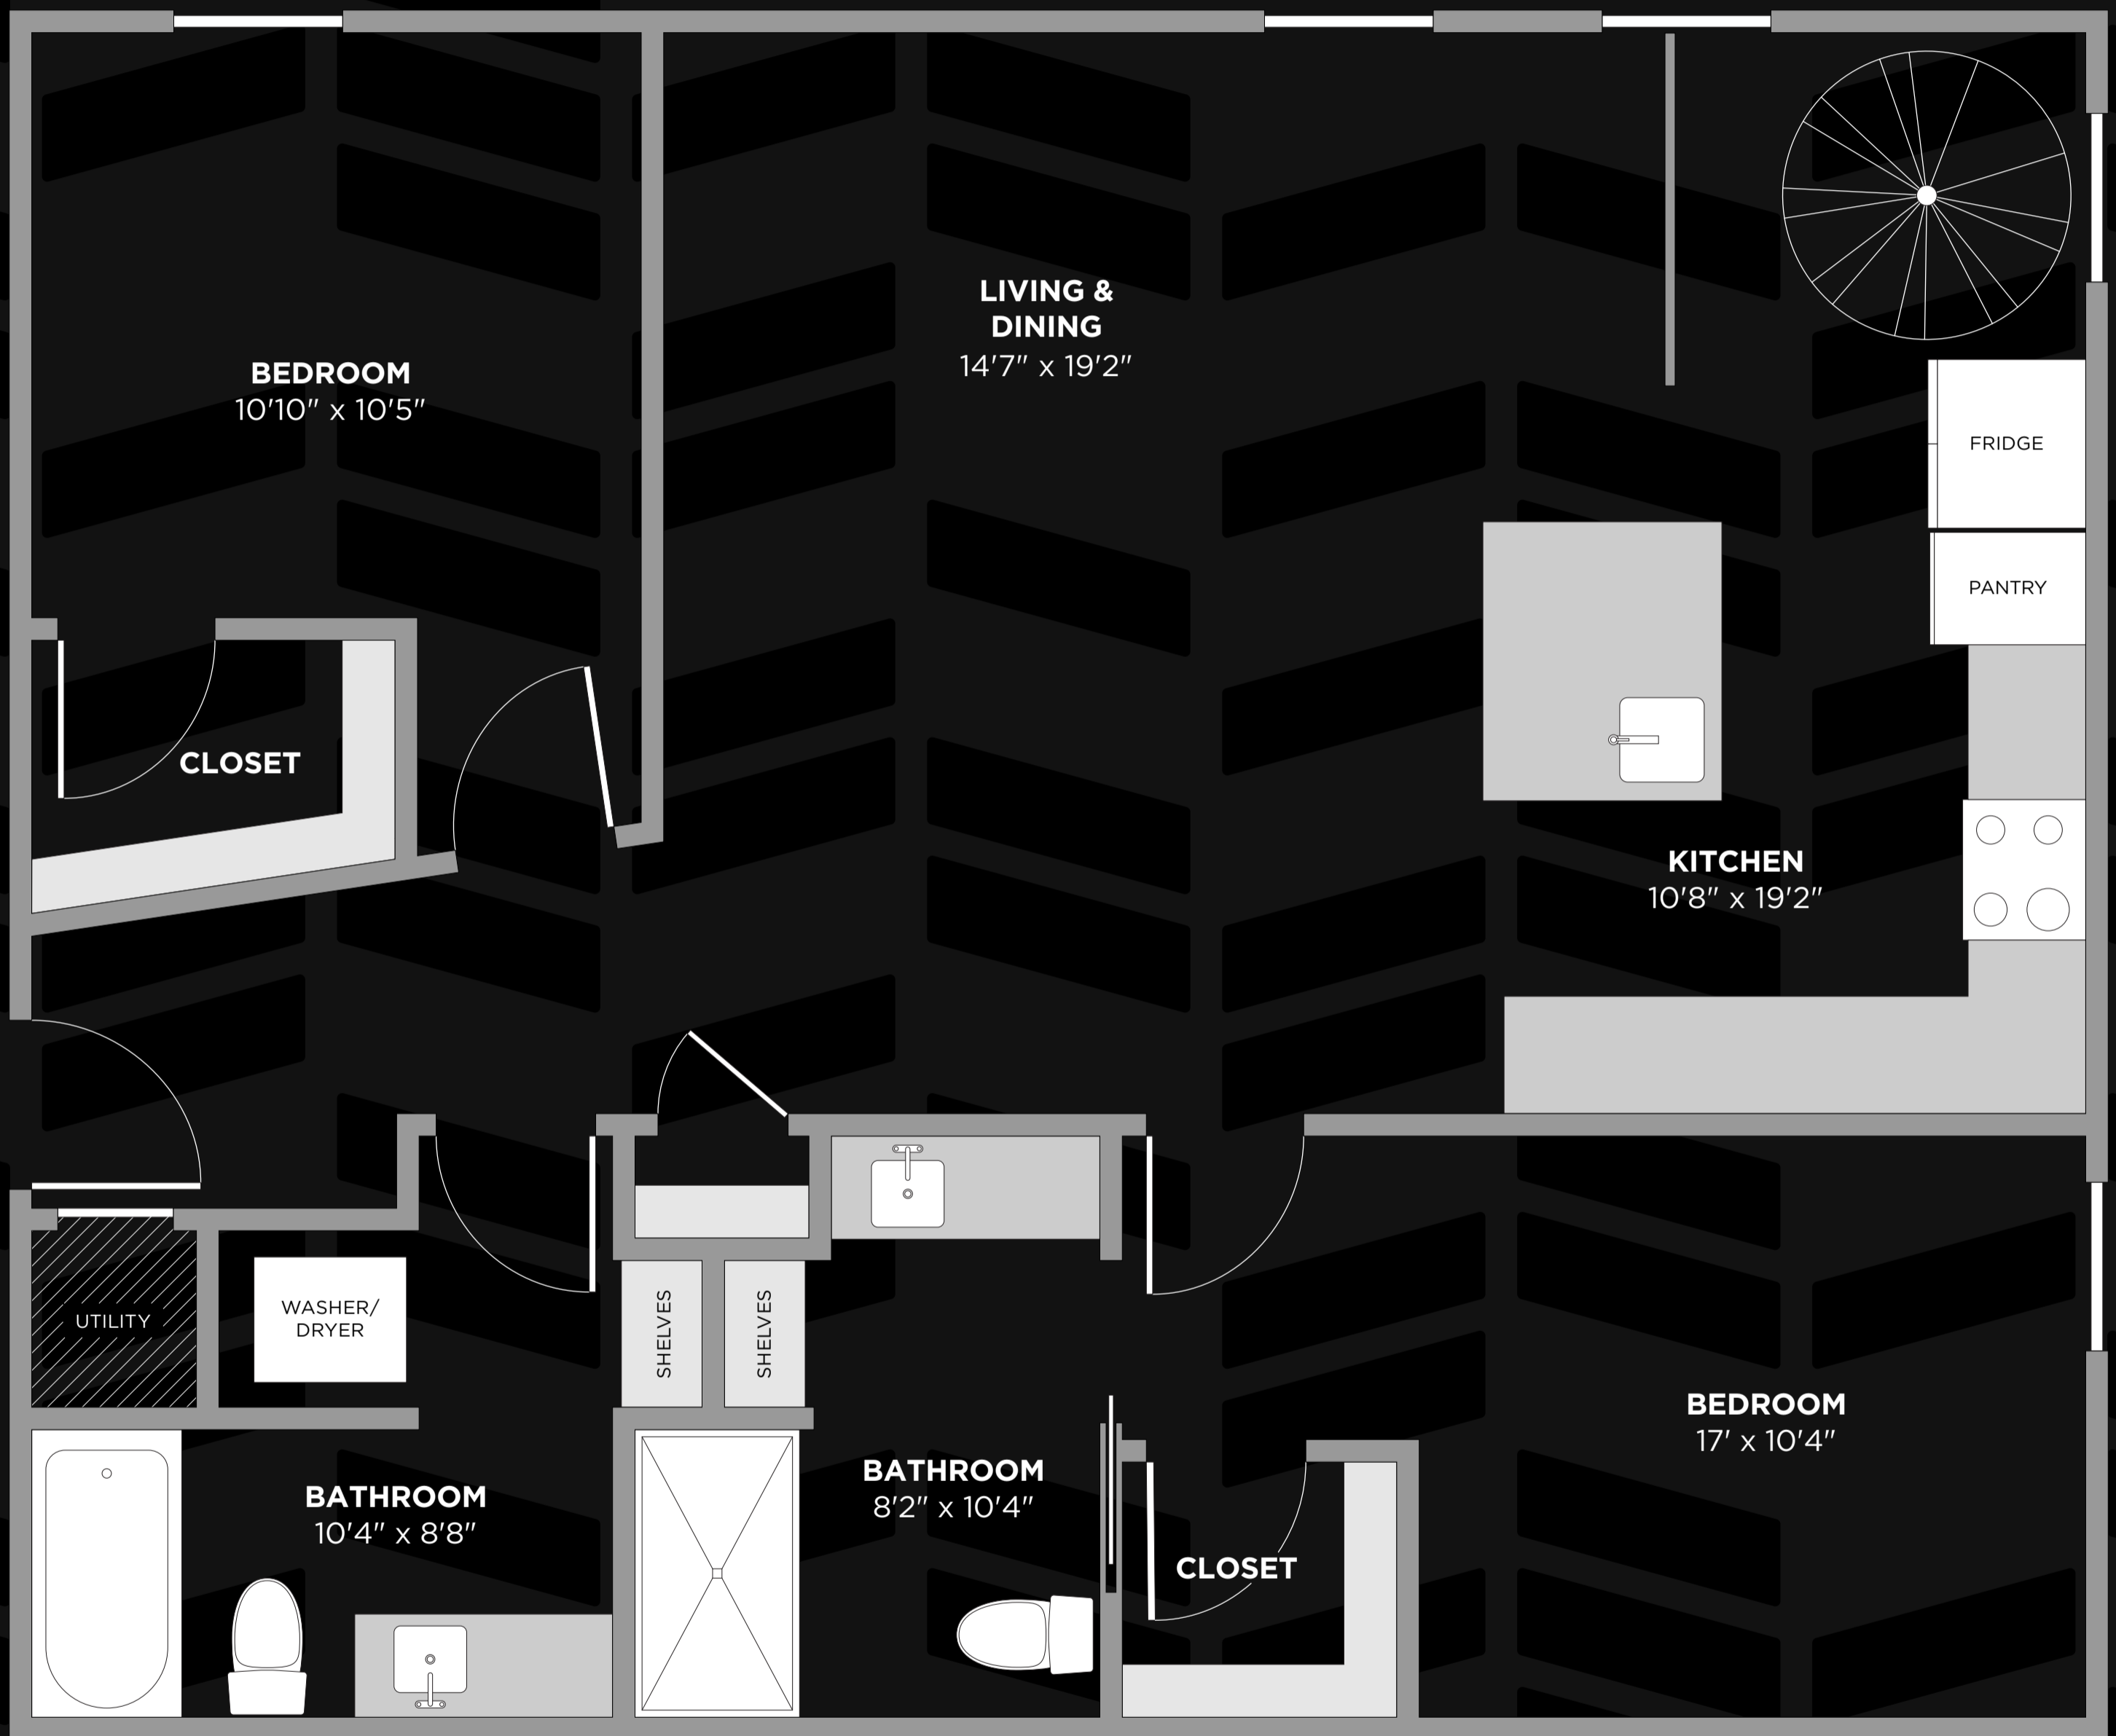 LIVING &
DINING
14'7" x 19'2"
BEDROOM
10'10" x 10'5"
FRIDGE
PANTRY
CLOSET
KITCHEN
10'8" x 19'2"
UTILITY
WASHER/
DRYER
SHELVES
SHELVES
BEDROOM
17' x 10'4"
BATHROOM
10'4" x 8'8"
BATHROOM
8'2" x 10'4"
CLOSET